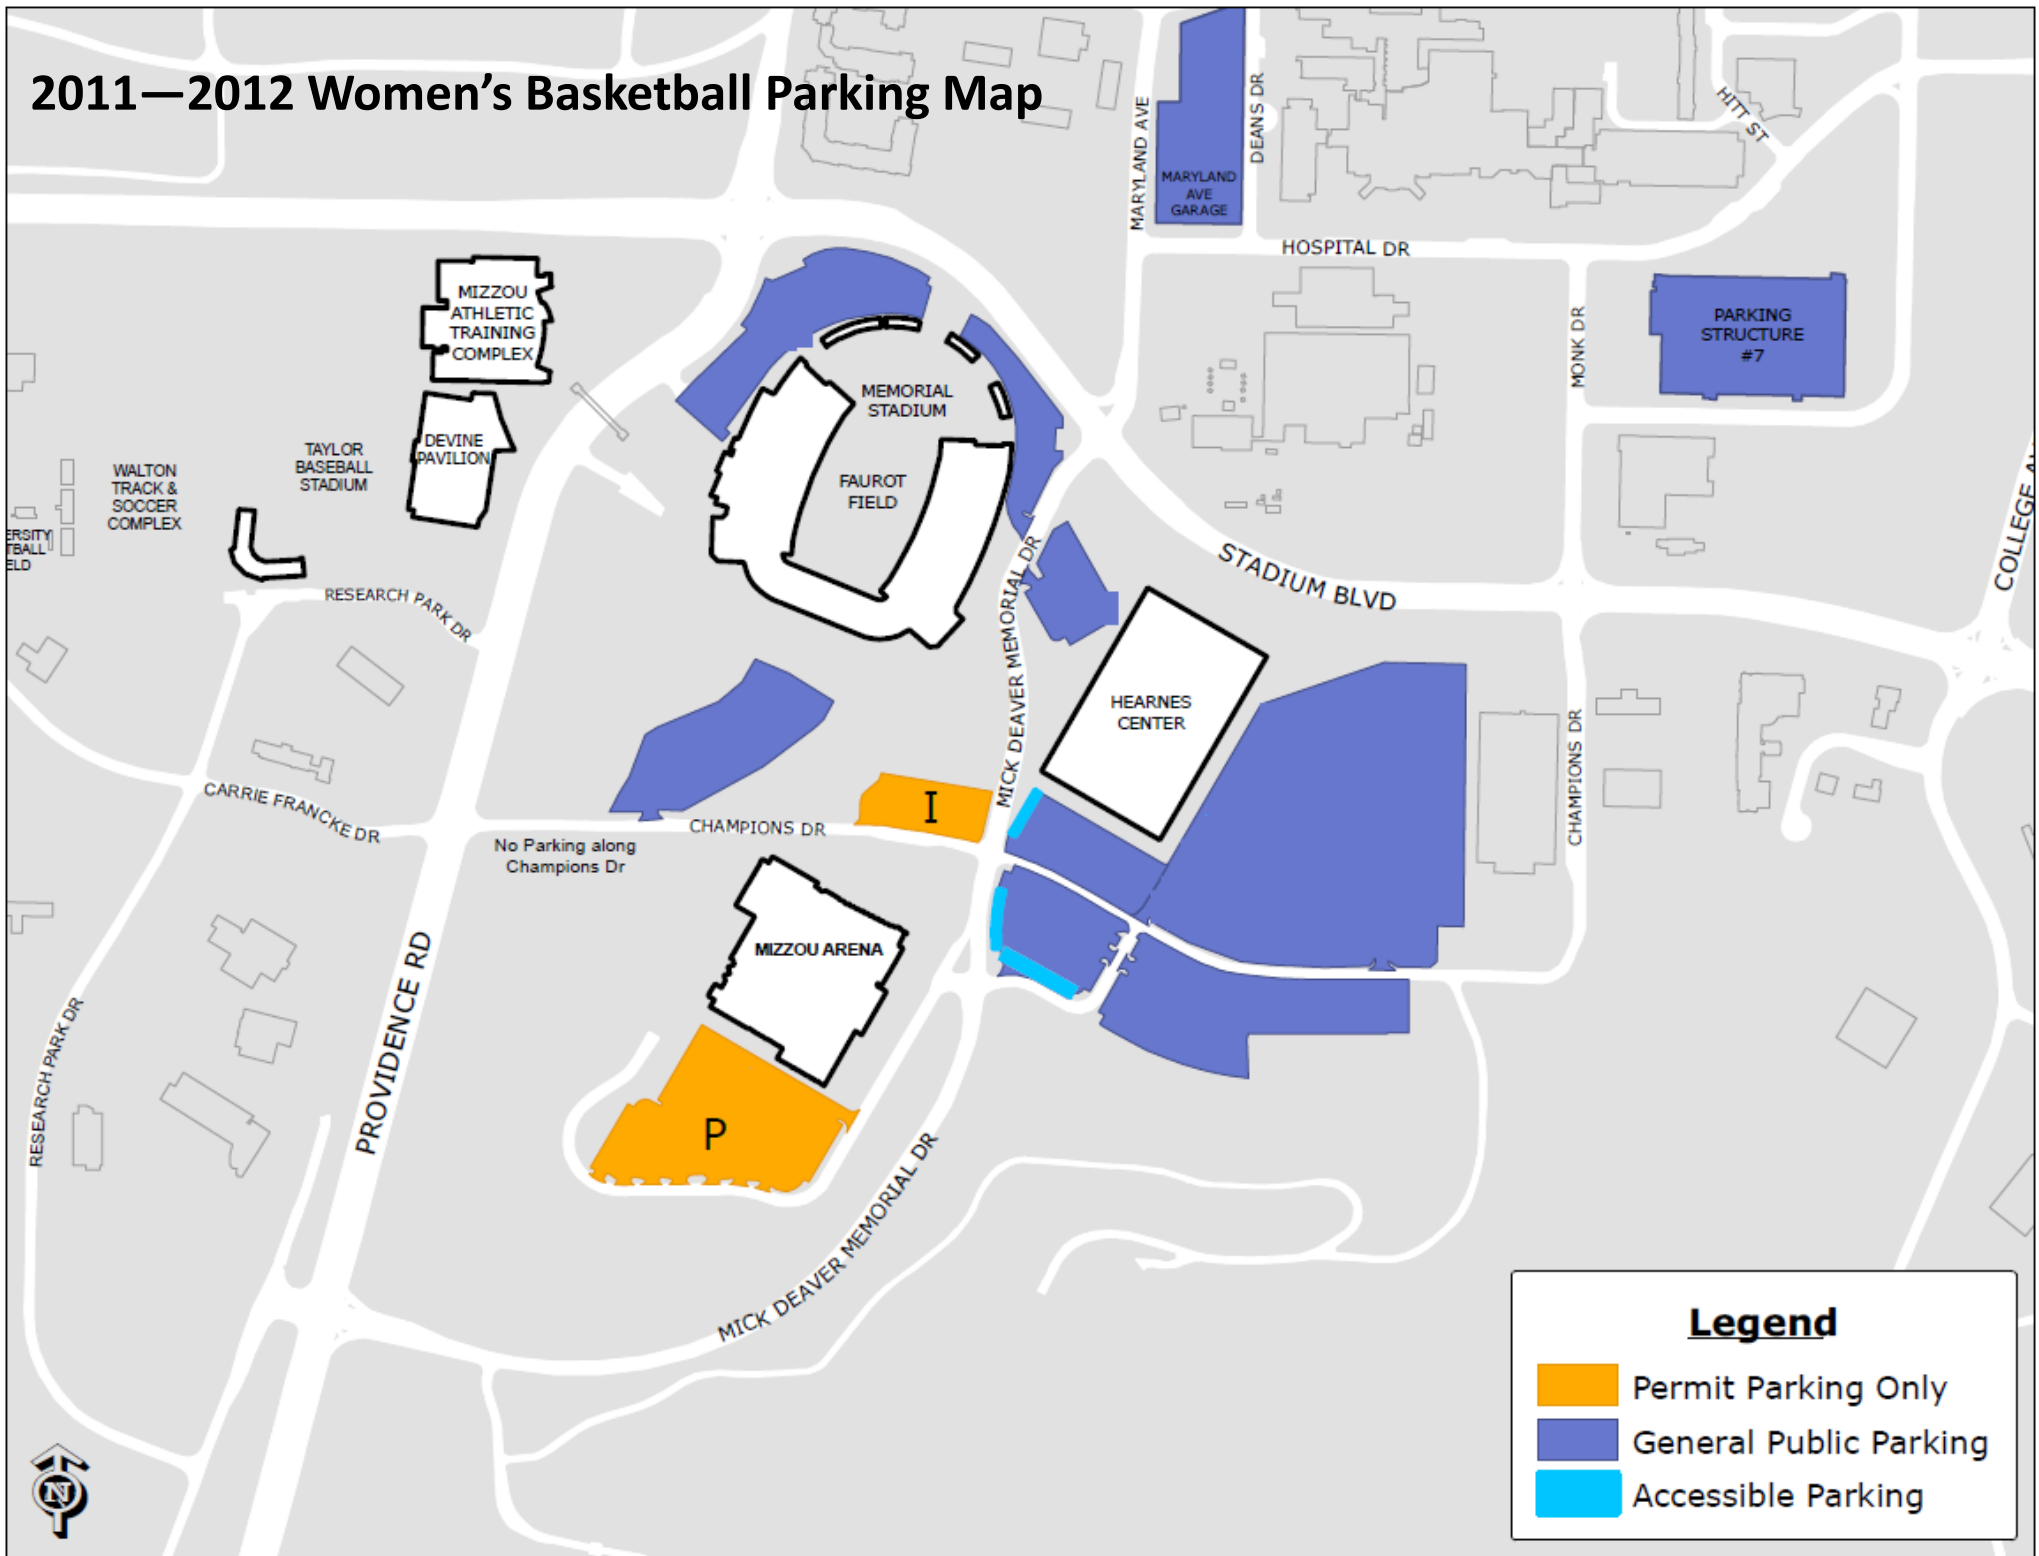 2011—2012 Women's Basketball Parking Map
MARYLAND AVE
DEANS DR
HITT ST
MARYLAND
AVE
GARAGE
HOSPITAL DR
MIZZOU
ATHLETIC
TRAINING
COMPLEX
PARKING
STRUCTURE
#7
MONK DR
MEMORIAL
STADIUM
DEVINE
PAVILION
TAYLOR
BASEBALL
STADIUM
WALTON
TRACK &
SOCCER
COMPLEX
FAUROT
FIELD
ERSITY
TBALL
ELD
COLLEGE A
STADIUM BLVD
RESEARCH PARK DR
MICK DEAVER MEMORIAL DR
HEARNES
CENTER
CHAMPIONS DR
CARRIE FRANCKE DR
I
CHAMPIONS DR
No Parking along
Champions Dr
MIZZOU ARENA
PROVIDENCE RD
RESEARCH PARK DR
P
MICK DEAVER MEMORIAL DR
Legend
Permit Parking Only
General Public Parking
Accessible Parking
N